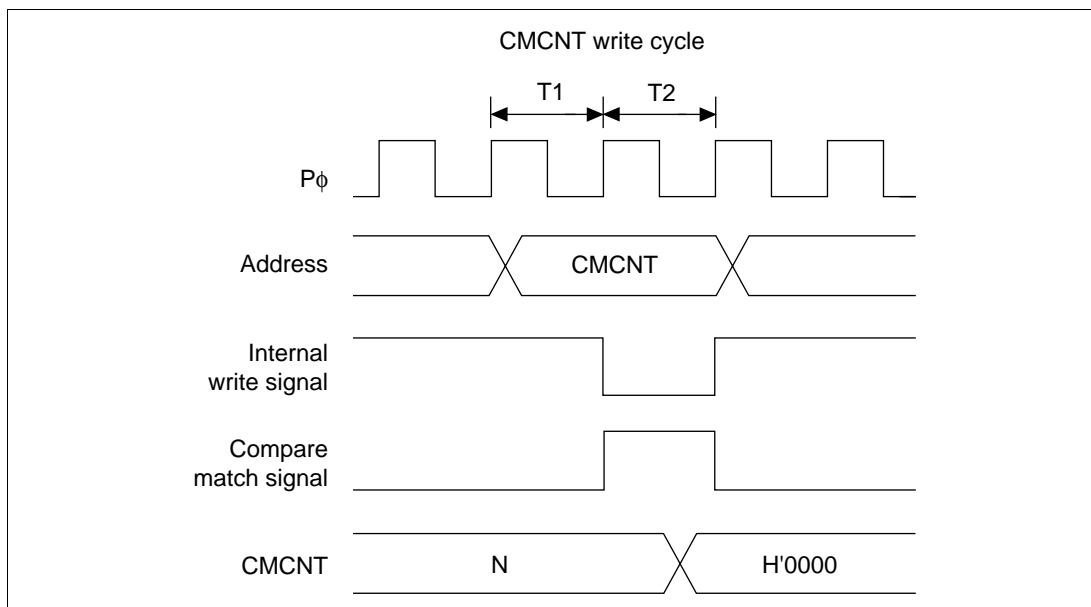 CMCNT write cycle
T1 T2
Pϕ
Address CMCNT
Internal
write signal
Compare
match signal
CMCNT N H'0000